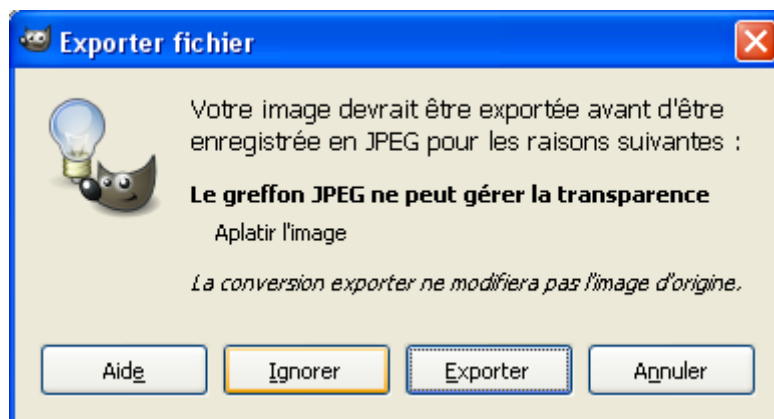 Exporter fichier
Votre image devrait être exportée avant d'être
enregistrée en JPEG pour les raisons suivantes :
Le greffon JPEG ne peut gérer la transparence
Aplatir l'image
La conversion exporter ne modifiera pas l'image d'origine.
Aide
Ignorer
Exporter
Annuler